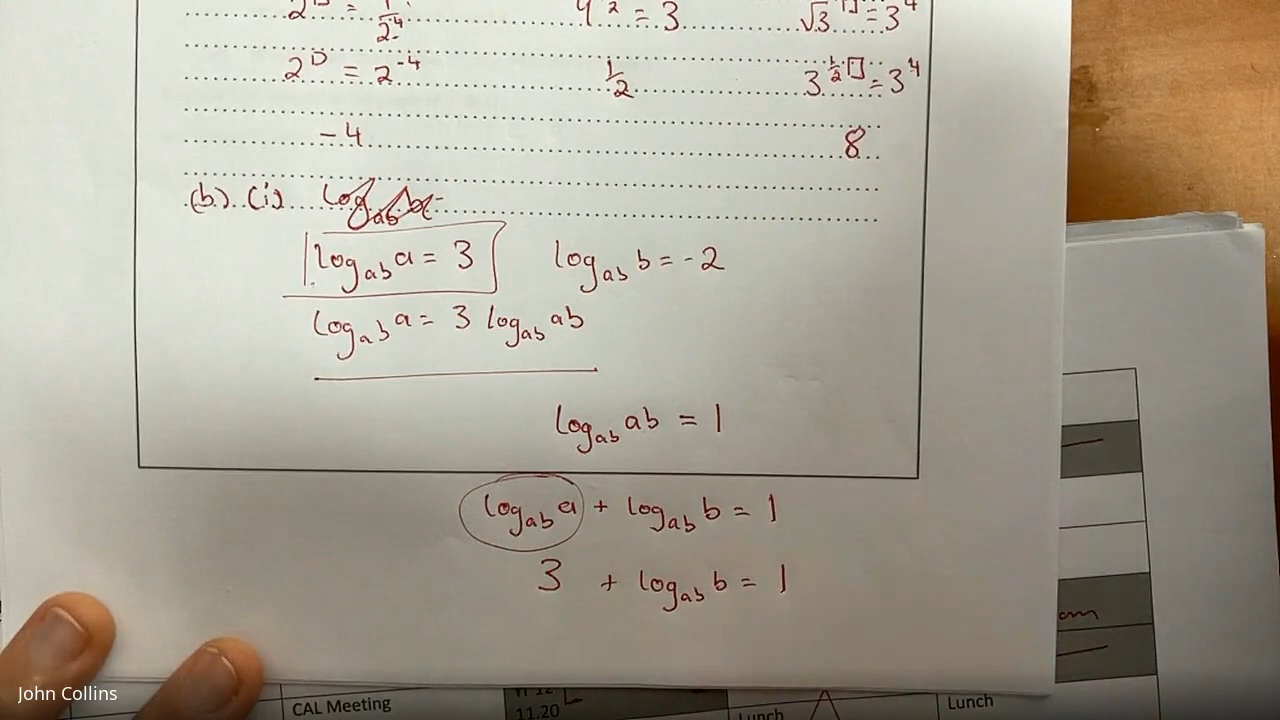 2^□ = 1/2^4
4^2 = 3
√3^□ = 3^4
2^□ = 2^-4
1/2
3^½□ = 3^4
-4
8
(b) (i)
log_ab a = 3
log_ab b = -2
log_ab a = 3 log_ab ab
log_ab ab = 1
log_ab a + log_ab b = 1
3 + log_ab b = 1
John Collins
CAL Meeting
11.20
Lunch
Lunch